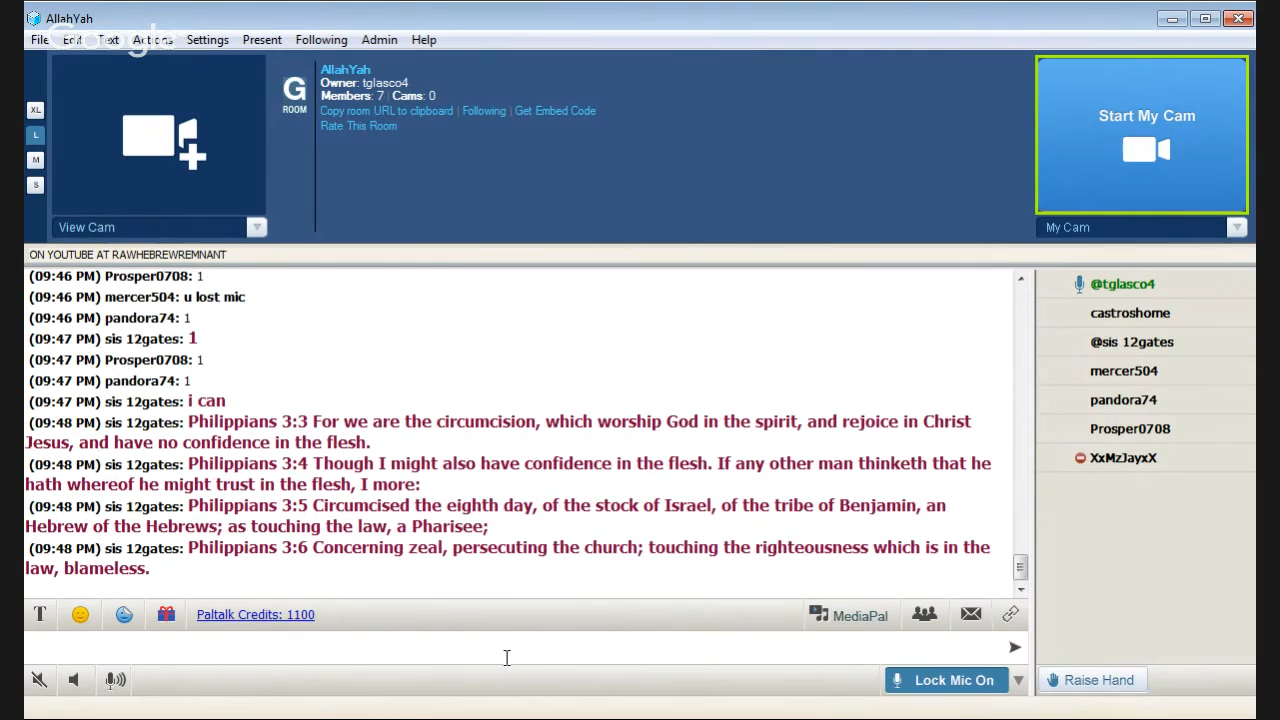 AllahYah
Google
File Edit Text Actions Settings Present Following Admin Help
XL
L
M
S
View Cam
G
ROOM
AllahYah
Owner: tglasco4
Members: 7 | Cams: 0
Copy room URL to clipboard | Following | Get Embed Code
Rate This Room
Start My Cam
My Cam
ON YOUTUBE AT RAWHEBREWREMNANT
(09:46 PM) Prosper0708: 1
(09:46 PM) mercer504: u lost mic
(09:46 PM) pandora74: 1
(09:47 PM) sis 12gates: 1
(09:47 PM) Prosper0708: 1
(09:47 PM) pandora74: 1
(09:47 PM) sis 12gates: i can
(09:48 PM) sis 12gates: Philippians 3:3 For we are the circumcision, which worship God in the spirit, and rejoice in Christ
Jesus, and have no confidence in the flesh.
(09:48 PM) sis 12gates: Philippians 3:4 Though I might also have confidence in the flesh. If any other man thinketh that he
hath whereof he might trust in the flesh, I more:
(09:48 PM) sis 12gates: Philippians 3:5 Circumcised the eighth day, of the stock of Israel, of the tribe of Benjamin, an
Hebrew of the Hebrews; as touching the law, a Pharisee;
(09:48 PM) sis 12gates: Philippians 3:6 Concerning zeal, persecuting the church; touching the righteousness which is in the
law, blameless.
@tglasco4
castroshome
@sis 12gates
mercer504
pandora74
Prosper0708
XxMzJayxX
T
Paltalk Credits: 1100
MediaPal
Lock Mic On
Raise Hand